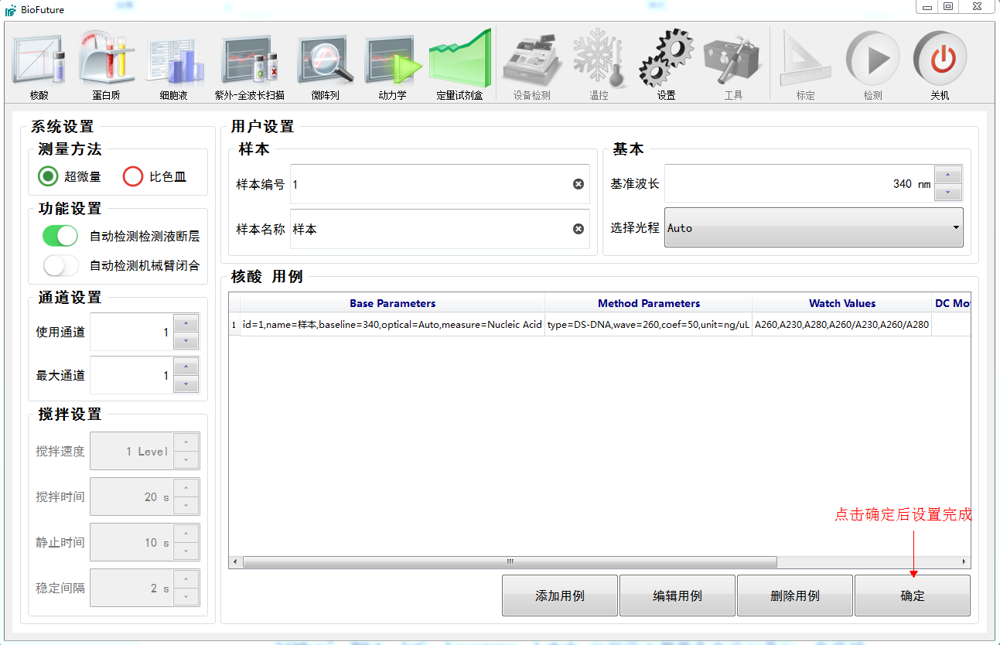 BioFuture
核酸 蛋白质 细胞液 紫外-全波长扫描 微阵列 动力学 定量试剂盒 设备检测 温控 设置 工具 标定 检测 关机
系统设置
测量方法
超微量 比色皿
功能设置
自动检测检测液断层
自动检测机械臂闭合
通道设置
使用通道 1
最大通道 1
搅拌设置
搅拌速度 1 Level
搅拌时间 20 s
静止时间 10 s
稳定间隔 2 s
用户设置
样本
样本编号 1
样本名称 样本
基本
基准波长 340 nm
选择光程 Auto
核酸 用例
Base Parameters Method Parameters Watch Values DC Mo
1 id=1,name=样本,baseline=340,optical=Auto,measure=Nucleic Acid type=DS-DNA,wave=260,coef=50,unit=ng/uL A260,A230,A280,A260/A230,A260/A280
点击确定后设置完成
添加用例 编辑用例 删除用例 确定